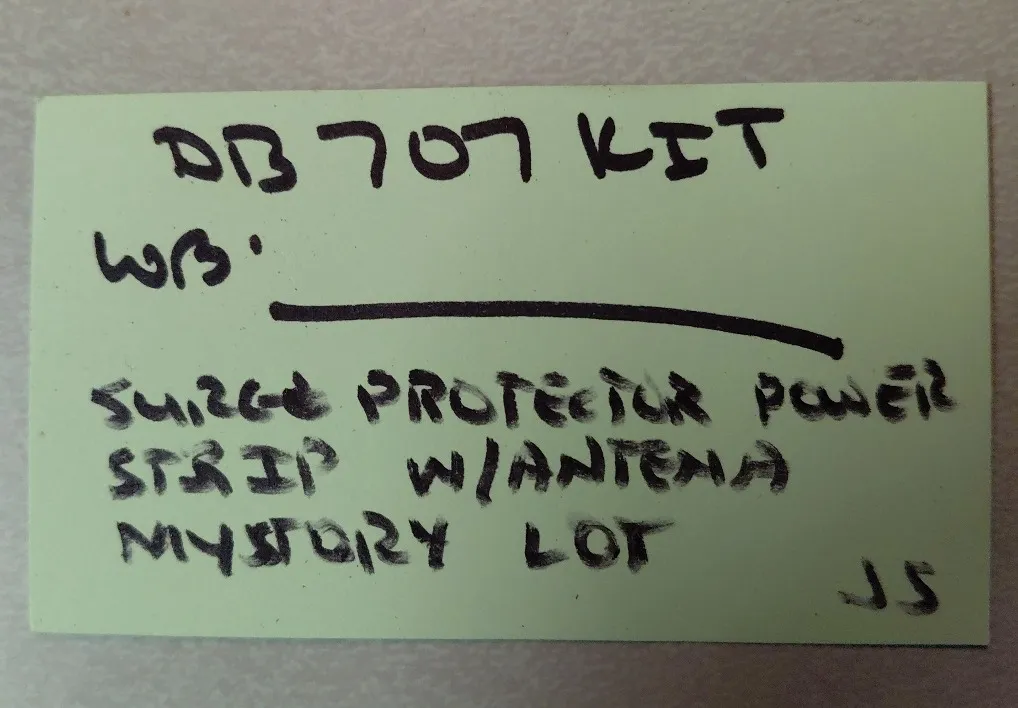 DB 707 KIT
WB.
SURGE PROTECTOR POWER
STRIP W/ANTENA
MYSTORY LOT
JS